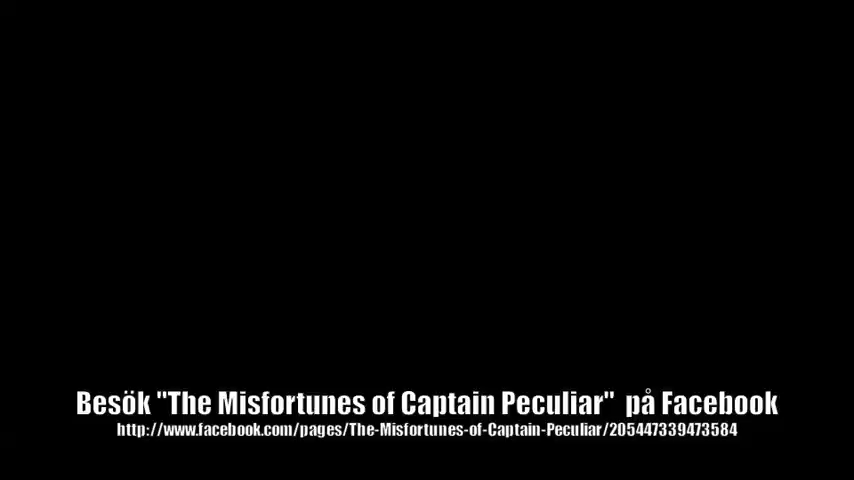 Besök "The Misfortunes of Captain Peculiar" på Facebook
http://www.facebook.com/pages/The-Misfortunes-of-Captain-Peculiar/205447339473584